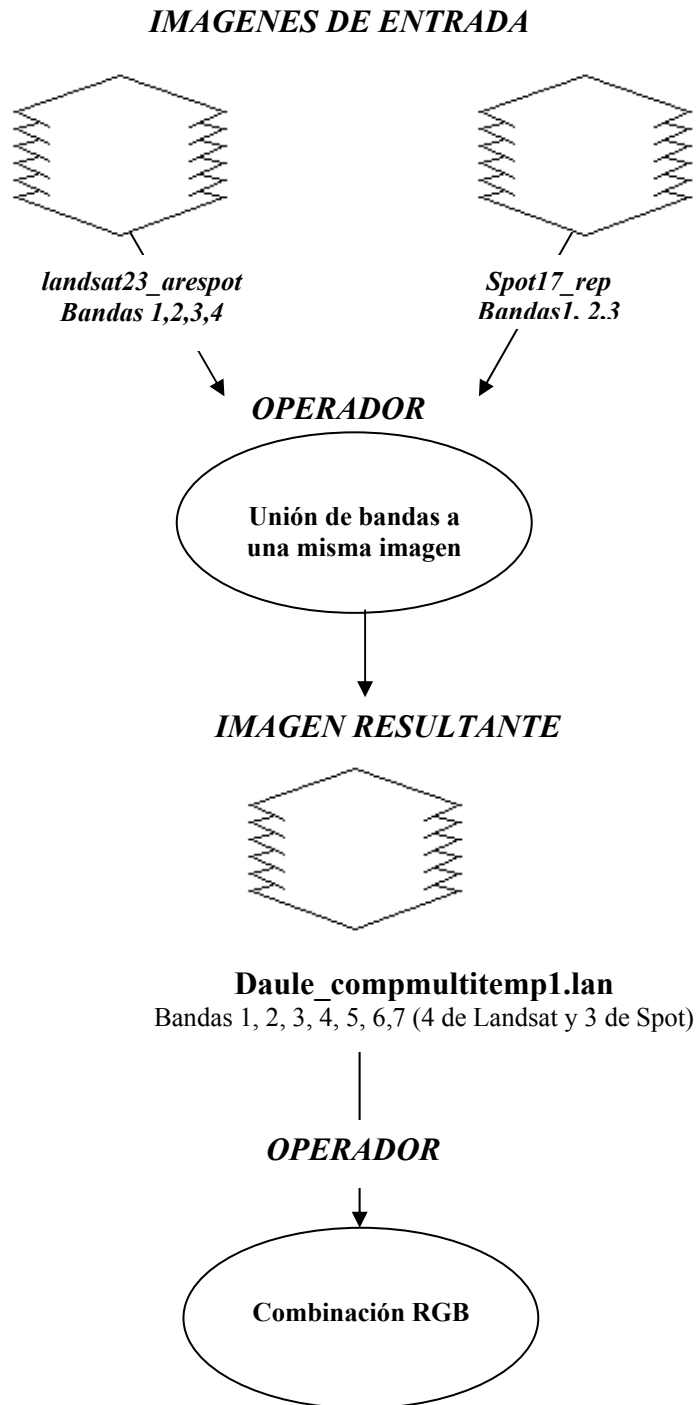 IMAGENES DE ENTRADA
landsat23_arespot
Bandas 1,2,3,4
Spot17_rep
Bandas1, 2,3
OPERADOR
Unión de bandas a
una misma imagen
IMAGEN RESULTANTE
Daule_compmultitemp1.lan
Bandas 1, 2, 3, 4, 5, 6,7 (4 de Landsat y 3 de Spot)
OPERADOR
Combinación RGB